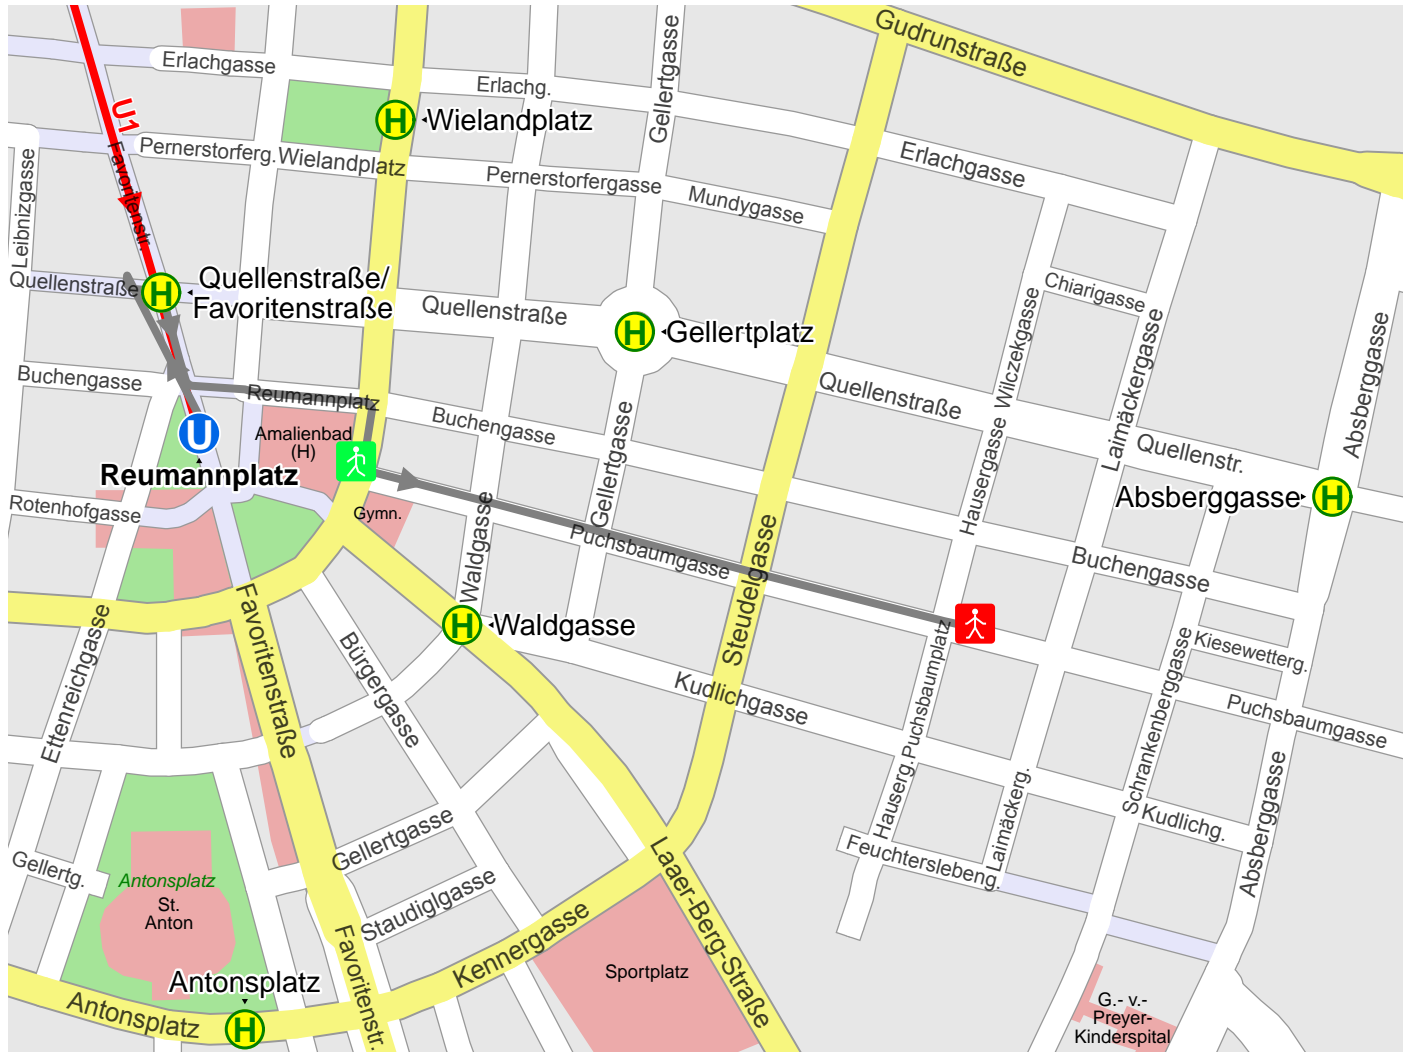 Gudrunstraße
Erlachgasse
Erlachg.
Gellertgasse
U1
H
Wielandplatz
Favoritenstr.
Pernerstorferg.
Wielandplatz
Pernerstorfergasse
Mundygasse
Erlachgasse
Leibnizgasse
Quellenstraße
H
Quellenstraße/
Favoritenstraße
Quellenstraße
H
Gellertplatz
Chiarigasse
Wilczekgasse
Laimäckergasse
Absberggasse
Buchengasse
Reumannplatz
Buchengasse
Quellenstraße
Quellenstr.
U
Reumannplatz
Amalienbad
(H)
Gellertgasse
Hausergasse
Absberggasse
H
Rotenhofgasse
Gymn.
Waldgasse
Puchsbaumgasse
Steudelgasse
Buchengasse
H
Waldgasse
Kiesewetterg.
Ettenreichgasse
Favoritenstraße
Bürgergasse
Kudlichgasse
Puchsbaumplatz
Schrankenberggasse
Puchsbaumgasse
Hauserg.
Laimäckerg.
Kudlichg.
Absberggasse
Gellertg.
Gellertgasse
Feuchtersleбeng.
Antonsplatz
St.
Anton
Staudiglgasse
Laaer-Berg-Straße
Favoritenstr.
Kennergasse
Sportplatz
Antonsplatz
Antonsplatz
H
G.- v.-
Preyer-
Kinderspital